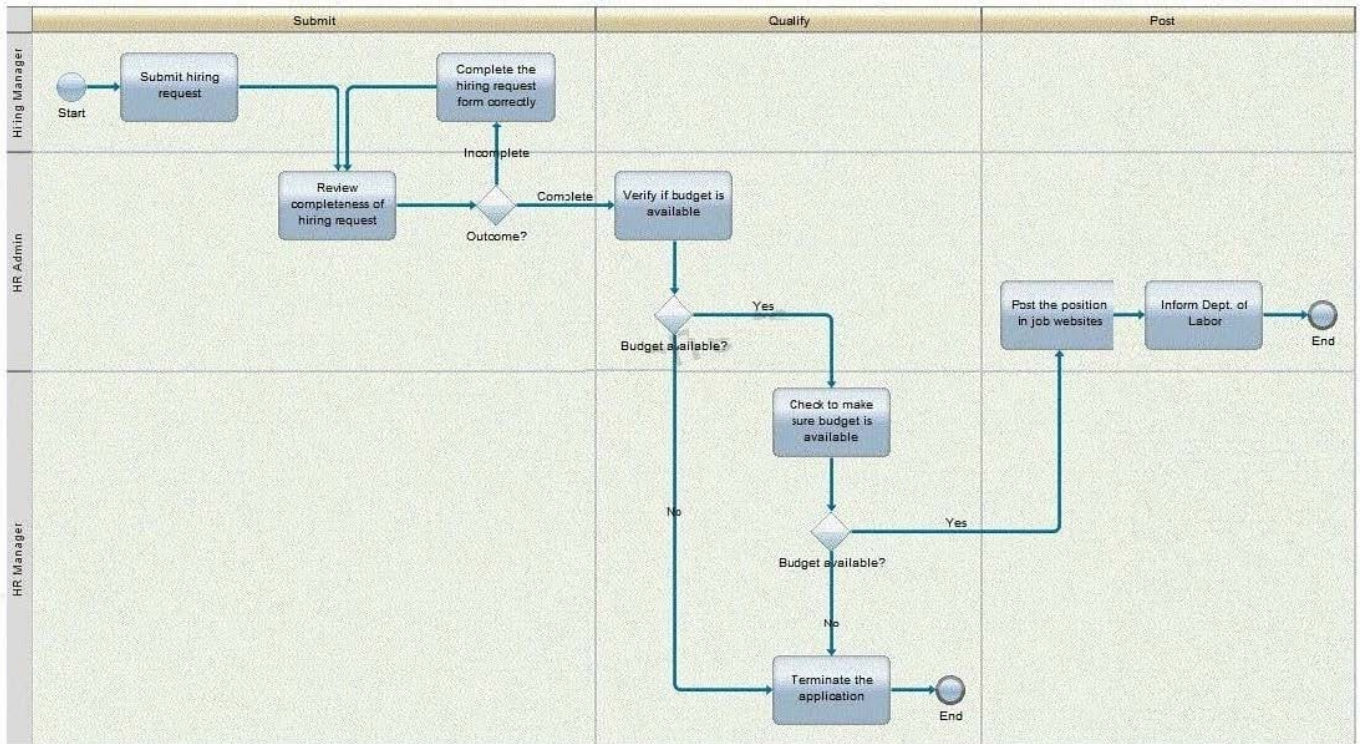 Submit
Qualify
Post
Hiring Manager
Start
Submit hiring
request
Complete the
hiring request
form correctly
Incomplete
HR Admin
Review
completeness of
hiring request
Outcome?
Complete
Verify if budget is
available
Yes
Budget available?
Post the position
in job websites
Inform Dept. of
Labor
End
HR Manager
Check to make
sure budget is
available
No
Yes
Budget available?
No
Terminate the
application
End